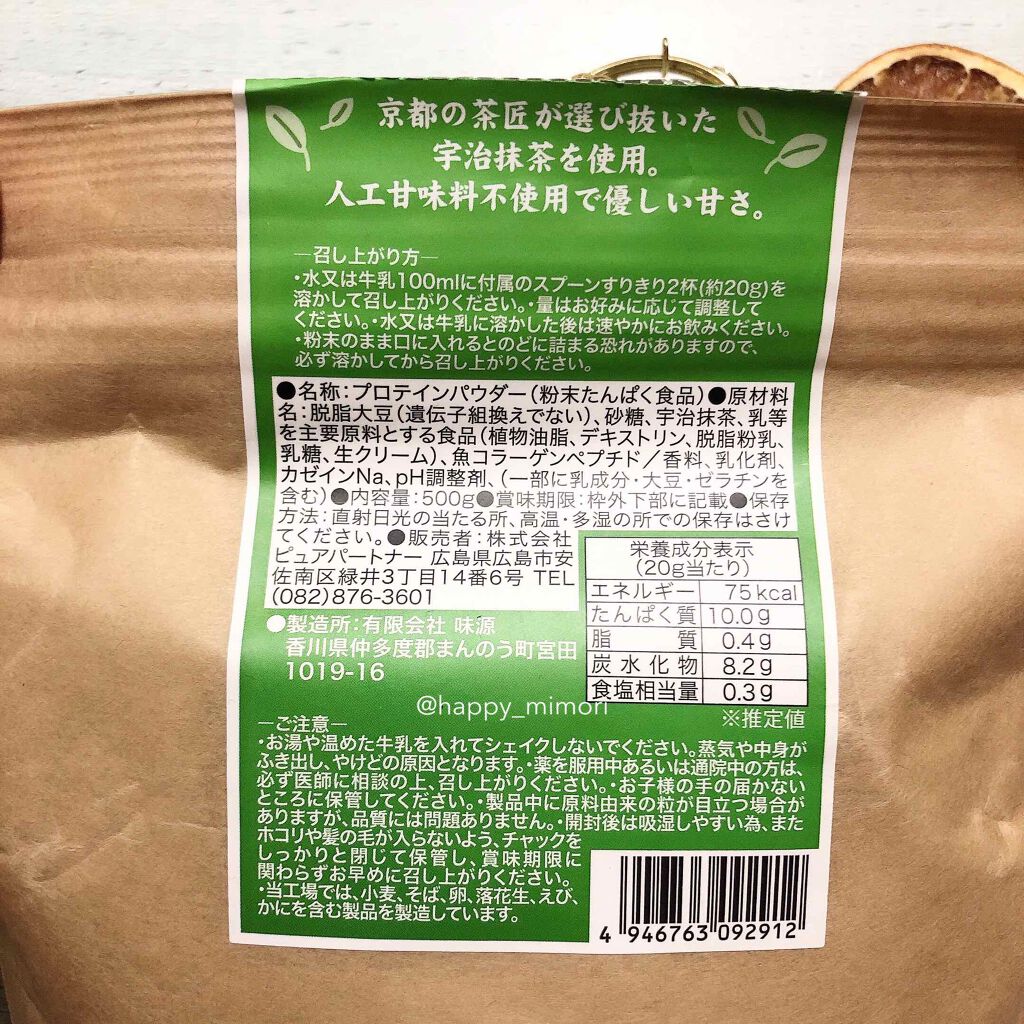 京都の茶匠が選び抜いた
宇治抹茶を使用。
人工甘味料不使用で優しい甘さ。
―召し上がり方―
・水又は牛乳100mlに付属のスプーンすりきり2杯(約20g)を
溶かして召し上がりください。・量はお好みに応じて調整して
ください。・水又は牛乳に溶かした後は速やかにお飲みください。
・粉末のまま口に入れるとのどに詰まる恐れがありますので、
必ず溶かしてから召し上がりください。
●名称：プロテインパウダー（粉末たんぱく食品）●原材料
名：脱脂大豆（遺伝子組換えでない）、砂糖、宇治抹茶、乳等
を主要原料とする食品（植物油脂、デキストリン、脱脂粉乳、
乳糖、生クリーム）、魚コラーゲンペプチド／香料、乳化剤、
カゼインNa、pH調整剤、（一部に乳成分・大豆・ゼラチンを
含む）●内容量：500g●賞味期限：枠外下部に記載●保存
方法：直射日光の当たる所、高温・多湿の所での保存はさけ
てください。●販売者：株式会社
ピュアパートナー 広島県広島市安
佐南区緑井3丁目14番6号 TEL
(082)876-3601
栄養成分表示
(20g当たり)
エネルギー 75kcal
たんぱく質 10.0g
脂質 0.4g
炭水化物 8.2g
食塩相当量 0.3g
※推定値
●製造所：有限会社 味源
香川県仲多度郡まんのう町宮田
1019-16
@happy_mimori
―ご注意―
・お湯や温めた牛乳を入れてシェイクしないでください。蒸気や中身が
ふき出し、やけどの原因となります。・薬を服用中あるいは通院中の方は、
必ず医師に相談の上、召し上がりください。・お子様の手の届かない
ところに保管してください。・製品中に原料由来の粒が目立つ場合が
ありますが、品質には問題ありません。・開封後は吸湿しやすい為、また
ホコリや髪の毛が入らないよう、チャックを
しっかりと閉じて保管し、賞味期限に
関わらずお早めに召し上がりください。
・当工場では、小麦、そば、卵、落花生、えび、
かにを含む製品を製造しています。
4 946763 092912